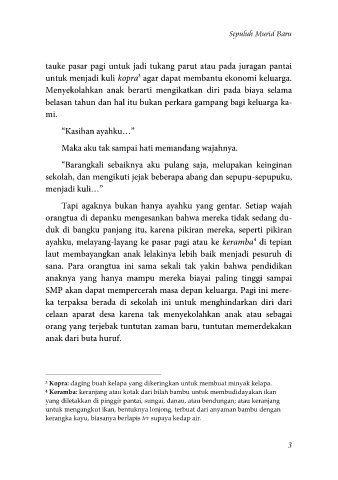 Sepuluh Murid Baru
tauke pasar pagi untuk jadi tukang parut atau pada juragan pantai
untuk menjadi kuli kopra³ agar dapat membantu ekonomi keluarga.
Menyekolahkan anak berarti mengikatkan diri pada biaya selama
belasan tahun dan hal itu bukan perkara gampang bagi keluarga ka-
mi.
“Kasihan ayahku…”
Maka aku tak sampai hati memandang wajahnya.
“Barangkali sebaiknya aku pulang saja, melupakan keinginan
sekolah, dan mengikuti jejak beberapa abang dan sepupu-sepupuku,
menjadi kuli…”
Tapi agaknya bukan hanya ayahku yang gentar. Setiap wajah
orangtua di depanku mengesankan bahwa mereka tidak sedang du-
duk di bangku panjang itu, karena pikiran mereka, seperti pikiran
ayahku, melayang-layang ke pasar pagi atau ke keramba⁴ di tepian
laut membayangkan anak lelakinya lebih baik menjadi pesuruh di
sana. Para orangtua ini sama sekali tak yakin bahwa pendidikan
anaknya yang hanya mampu mereka biayai paling tinggi sampai
SMP akan dapat mempercerah masa depan keluarga. Pagi ini mere-
ka terpaksa berada di sekolah ini untuk menghindarkan diri dari
celaan aparat desa karena tak menyekolahkan anak atau sebagai
orang yang terjebak tuntutan zaman baru, tuntutan memerdekakan
anak dari buta huruf.
³ Kopra: daging buah kelapa yang dikeringkan untuk membuat minyak kelapa.
⁴ Keramba: keranjang atau kotak dari bilah bambu untuk membudidayakan ikan
yang diletakkan di pinggir pantai, sungai, danau, atau bendungan; atau keranjang
untuk mengangkut ikan, bentuknya lonjong, terbuat dari anyaman bambu dengan
kerangka kayu, biasanya berlapis ter supaya kedap air.
3